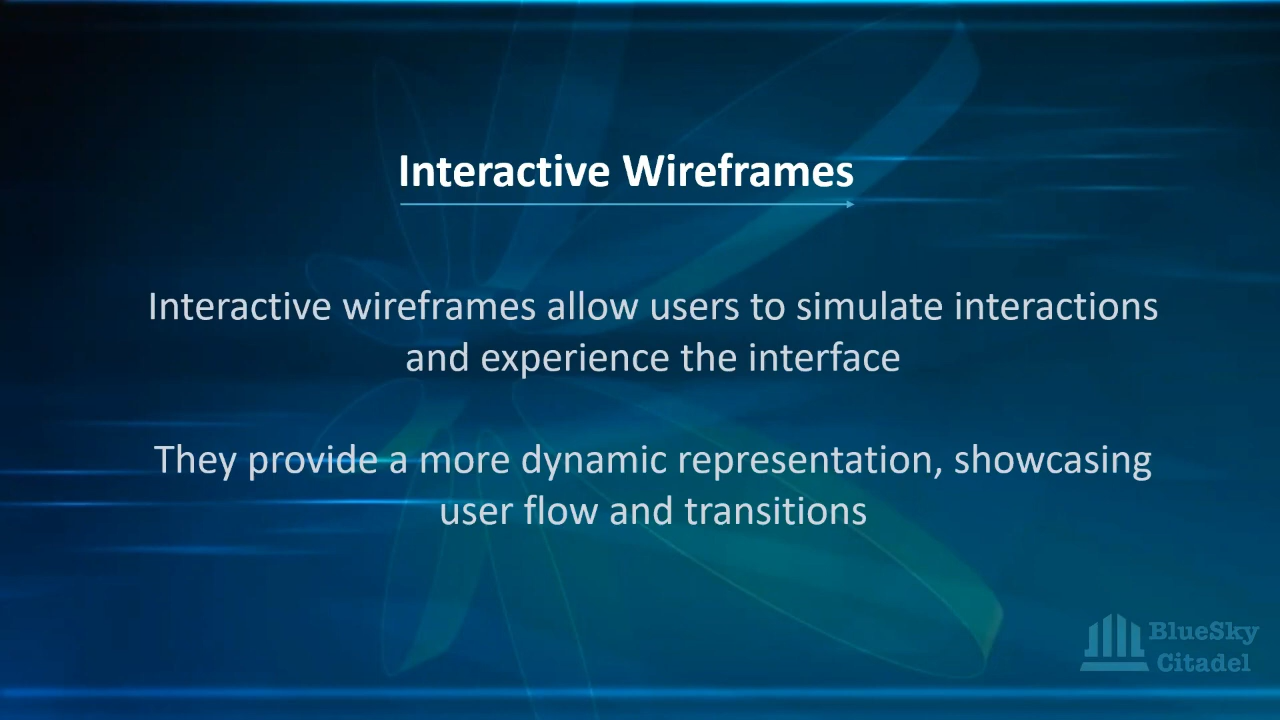 Interactive Wireframes
Interactive wireframes allow users to simulate interactions
and experience the interface
They provide a more dynamic representation, showcasing
user flow and transitions
BlueSky
Citadel